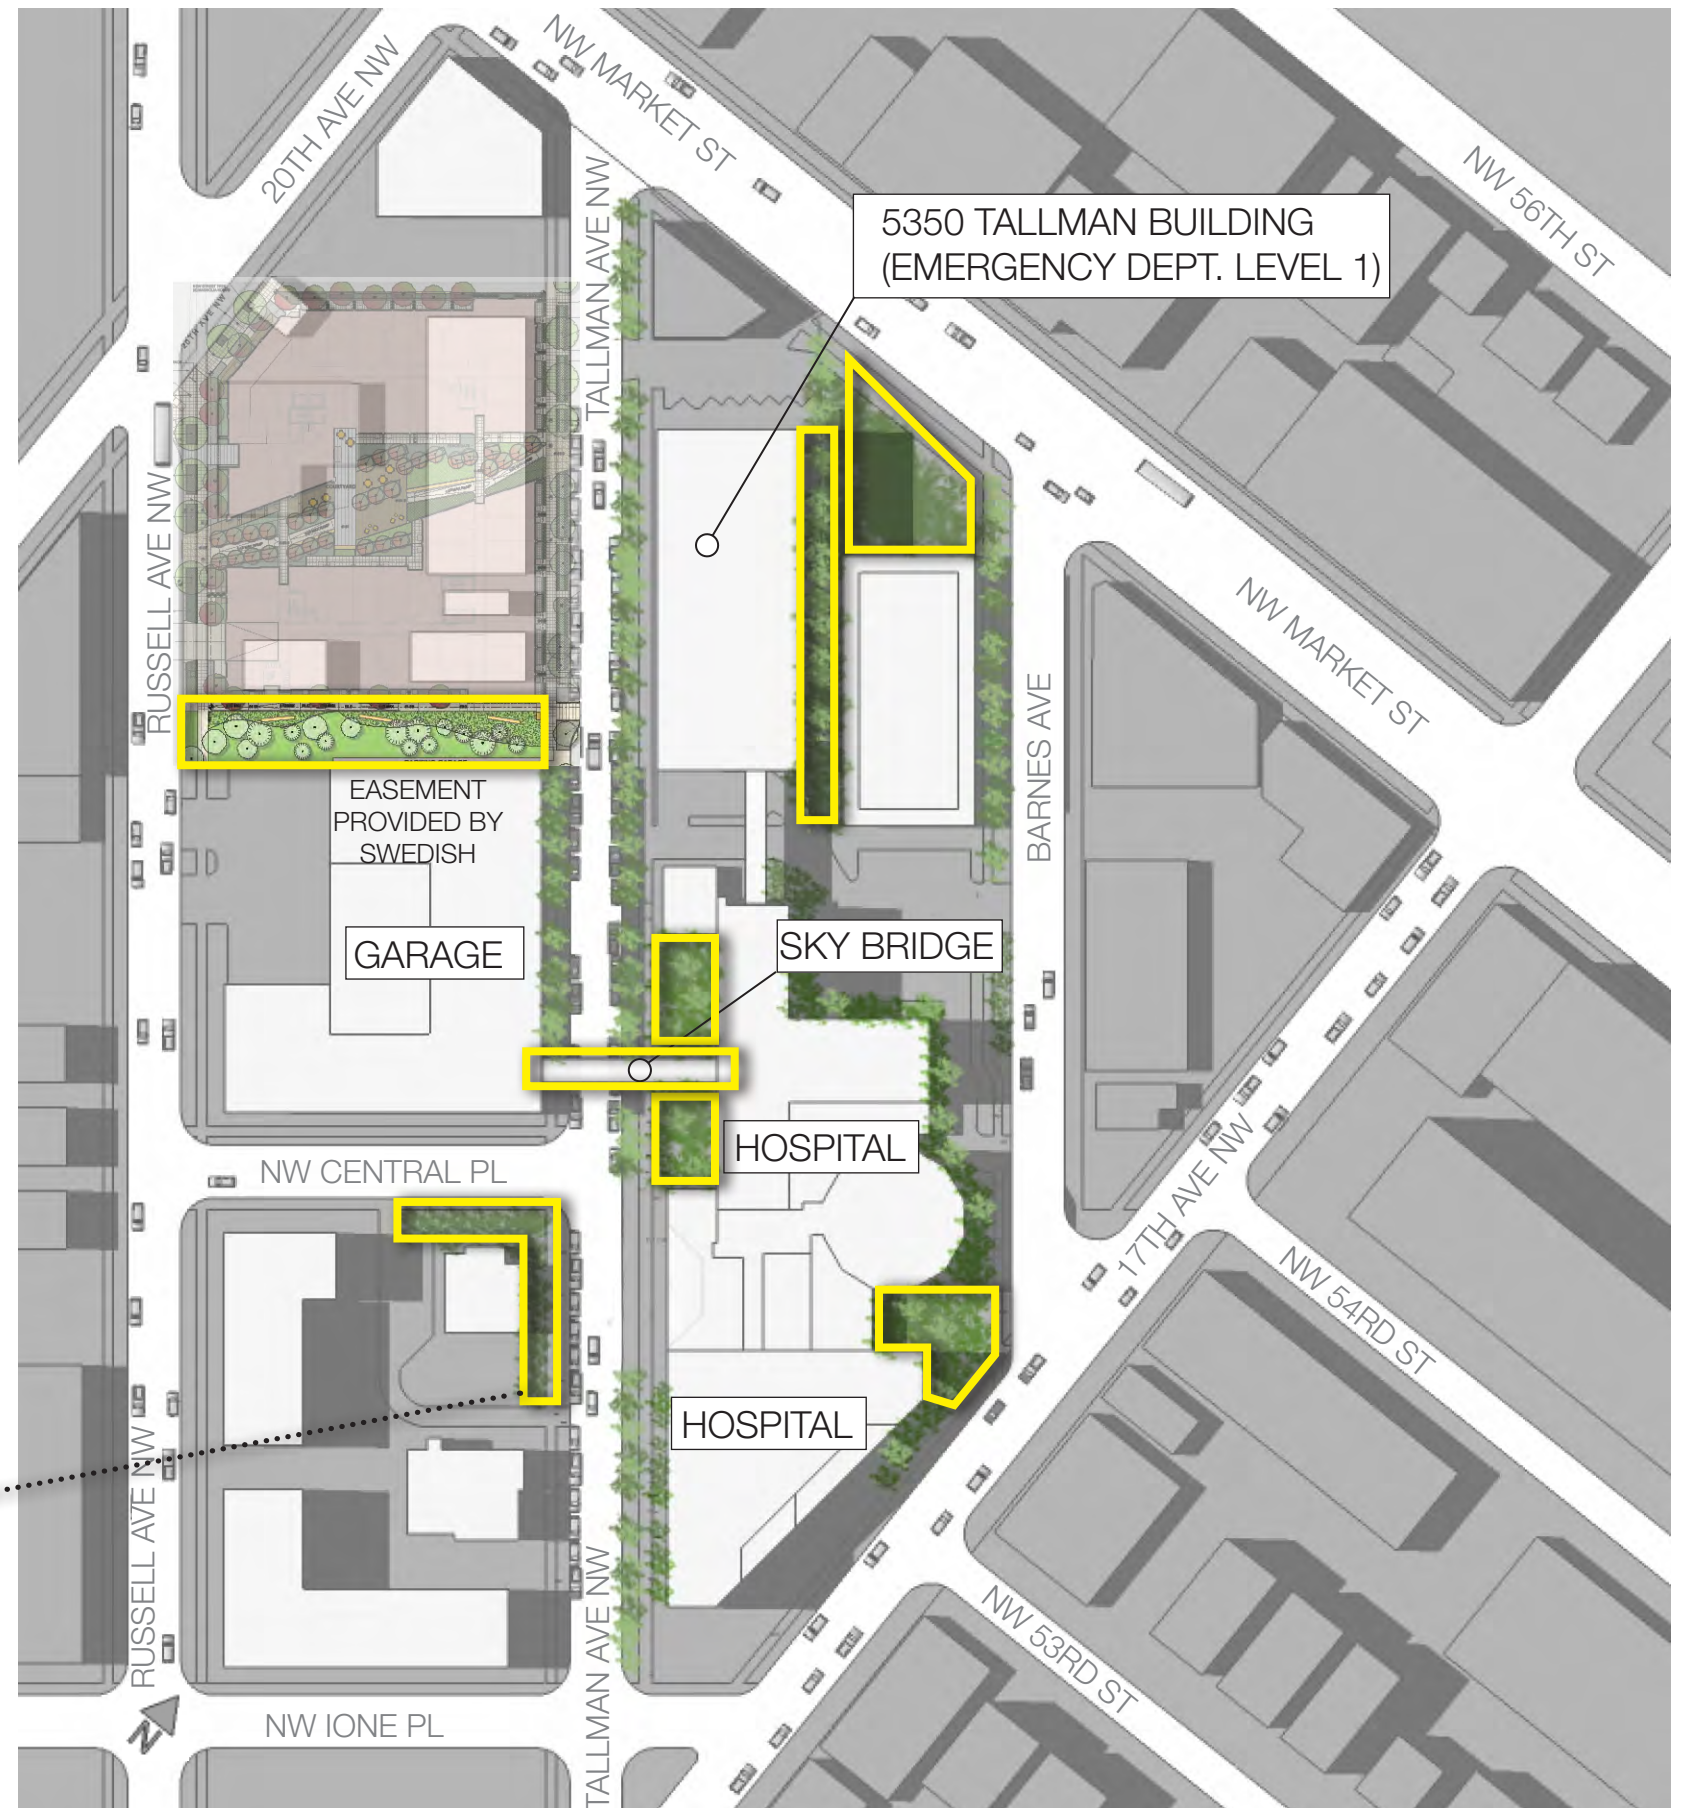 20TH AVE NW
NW MARKET ST
NW 56TH ST
TALLMAN AVE NW
5350 TALLMAN BUILDING
(EMERGENCY DEPT. LEVEL 1)
20TH AVE NW
RUSSELL AVE NW
NW MARKET ST
BARNES AVE
EASEMENT
PROVIDED BY
SWEDISH
GARAGE
SKY BRIDGE
HOSPITAL
NW CENTRAL PL
17TH AVE NW
NW 54RD ST
HOSPITAL
RUSSELL AVE NW
TALLMAN AVE NW
NW 53RD ST
N
NW IONE PL